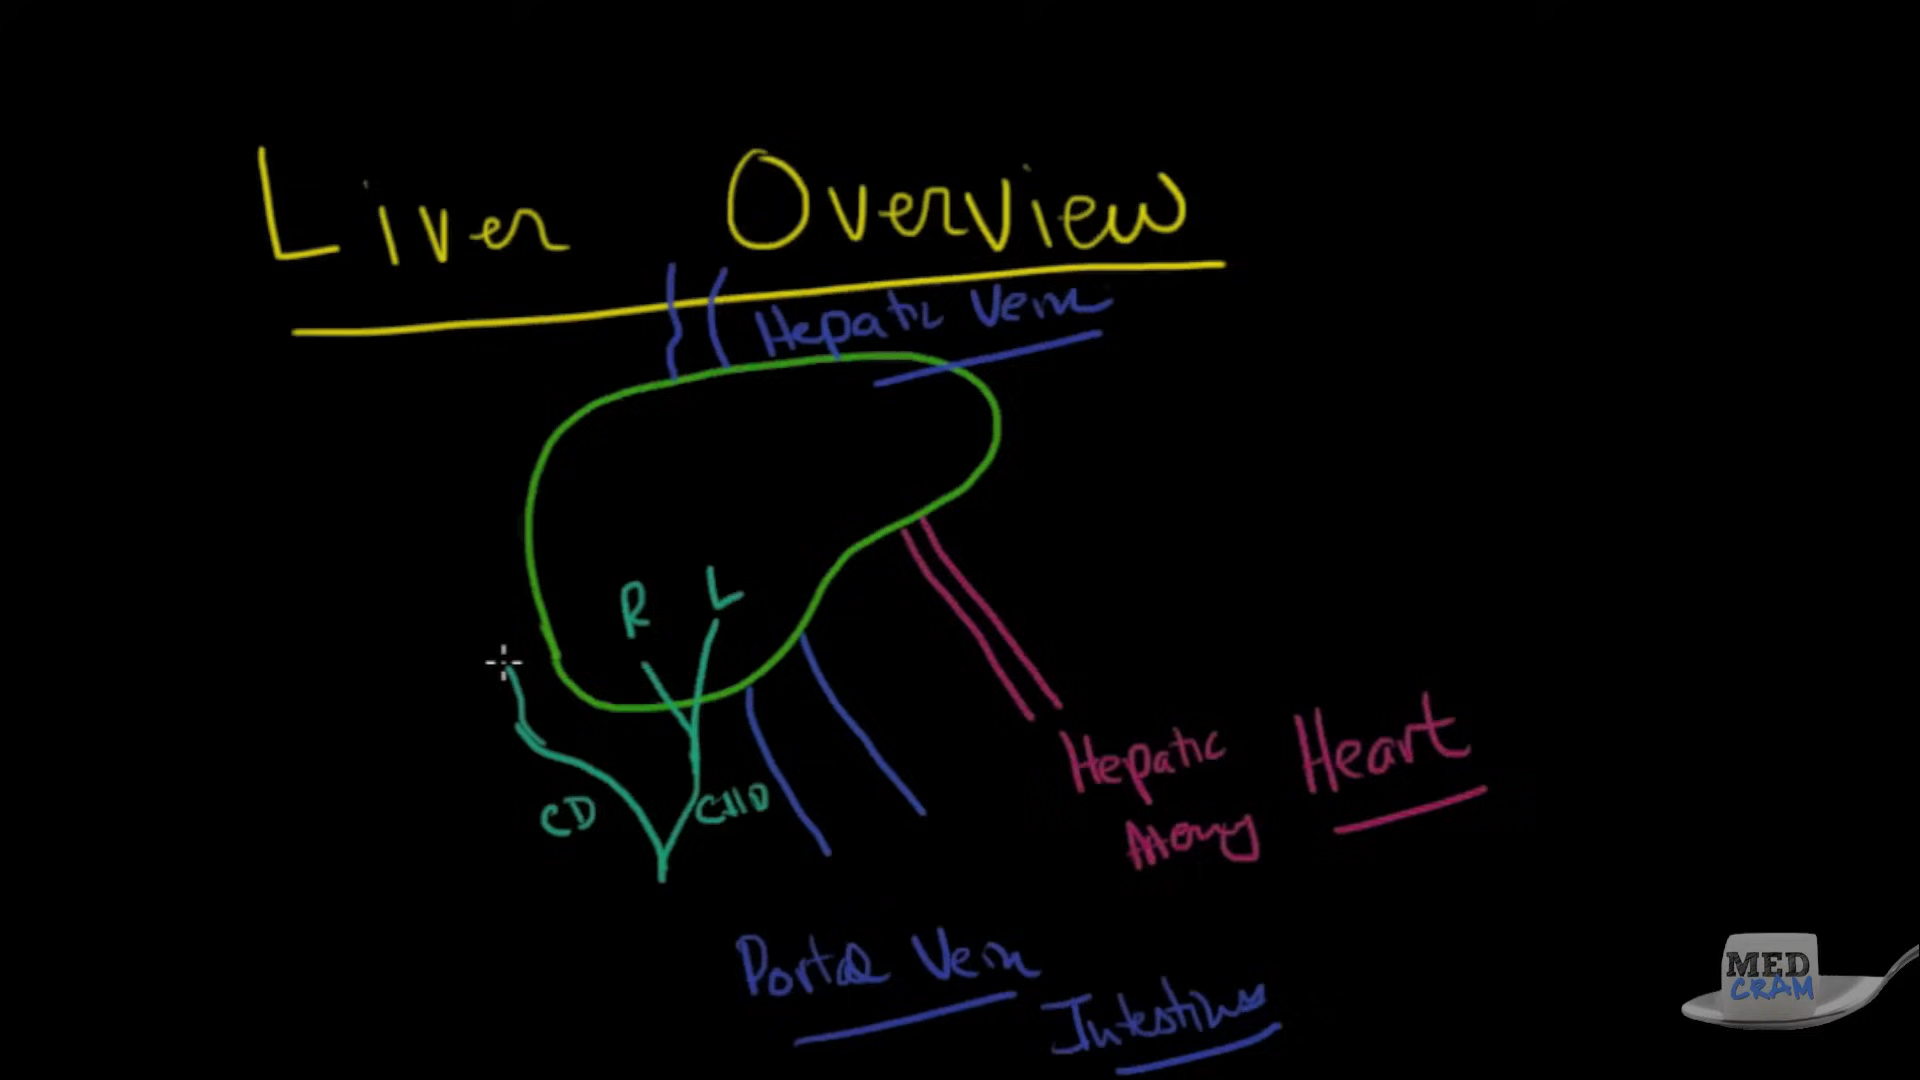 Liver Overview
Hepatic Vein
R L
CD
CHD
Hepatic
Artery
Heart
Portal Vein
Intestines
MED
CRAM